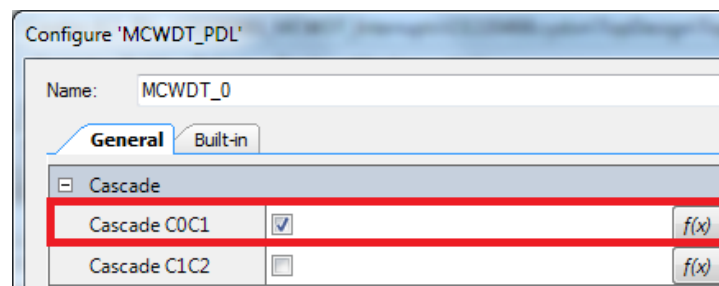 Configure 'MCWDT_PDL'
Name: MCWDT_0
General Built-in
Cascade
Cascade C0C1 f(x)
Cascade C1C2 f(x)